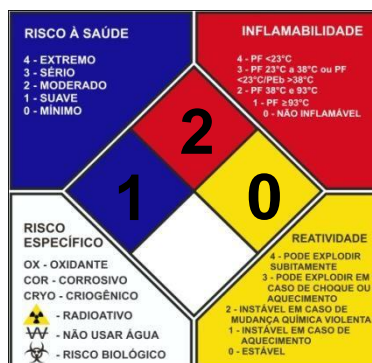 RISCO À SAÚDE
4 - EXTREMO
3 - SÉRIO
2 - MODERADO
1 - SUAVE
0 - MÍNIMO
INFLAMABILIDADE
4 - PF <23°C
3 - PF 23°C a 38°C ou PF
<23°C/PEb >38°C
2 - PF 38°C e 93°C
1 - PF ≥93°C
0 - NÃO INFLAMÁVEL
2
1
0
RISCO
ESPECÍFICO
OX - OXIDANTE
COR - CORROSIVO
CRYO - CRIOGÊNICO
- RADIOATIVO
W - NÃO USAR ÁGUA
- RISCO BIOLÓGICO
REATIVIDADE
4 - PODE EXPLODIR
SUBITAMENTE
3 - PODE EXPLODIR EM
CASO DE CHOQUE OU
AQUECIMENTO
2 - INSTÁVEL EM CASO DE
MUDANÇA QUÍMICA VIOLENTA
1 - INSTÁVEL EM CASO DE
AQUECIMENTO
0 - ESTÁVEL